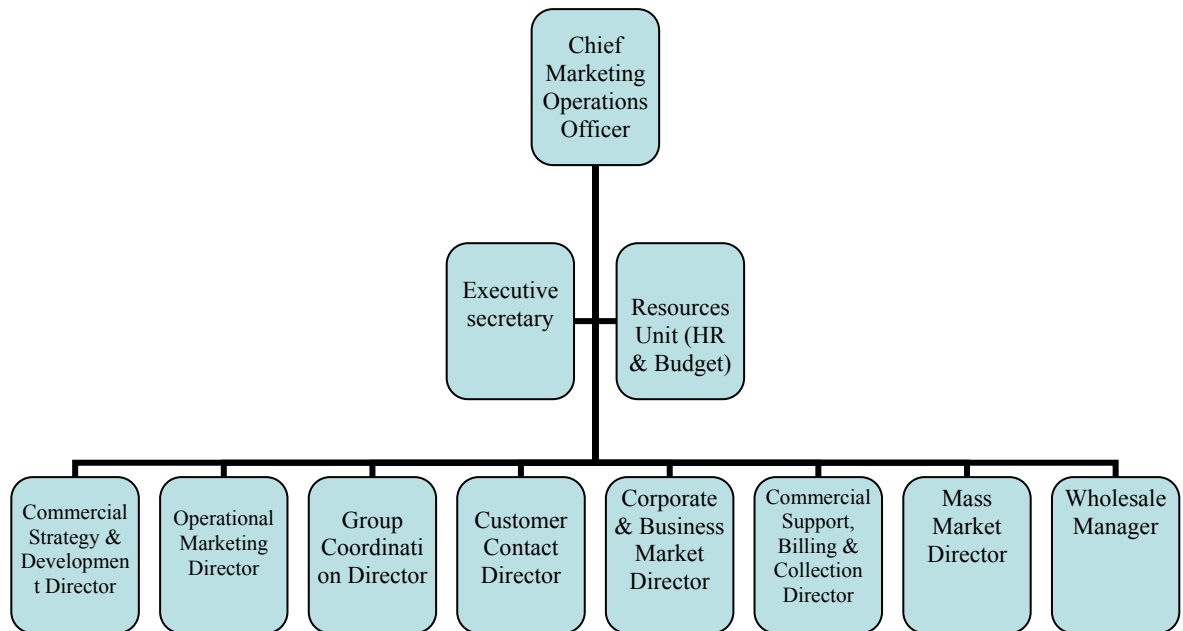 Chief
Marketing
Operations
Officer
Executive
secretary
Resources
Unit (HR
& Budget)
Commercial
Strategy &
Developmen
t Director
Operational
Marketing
Director
Group
Coordinati
on Director
Customer
Contact
Director
Corporate
& Business
Market
Director
Commercial
Support,
Billing &
Collection
Director
Mass
Market
Director
Wholesale
Manager